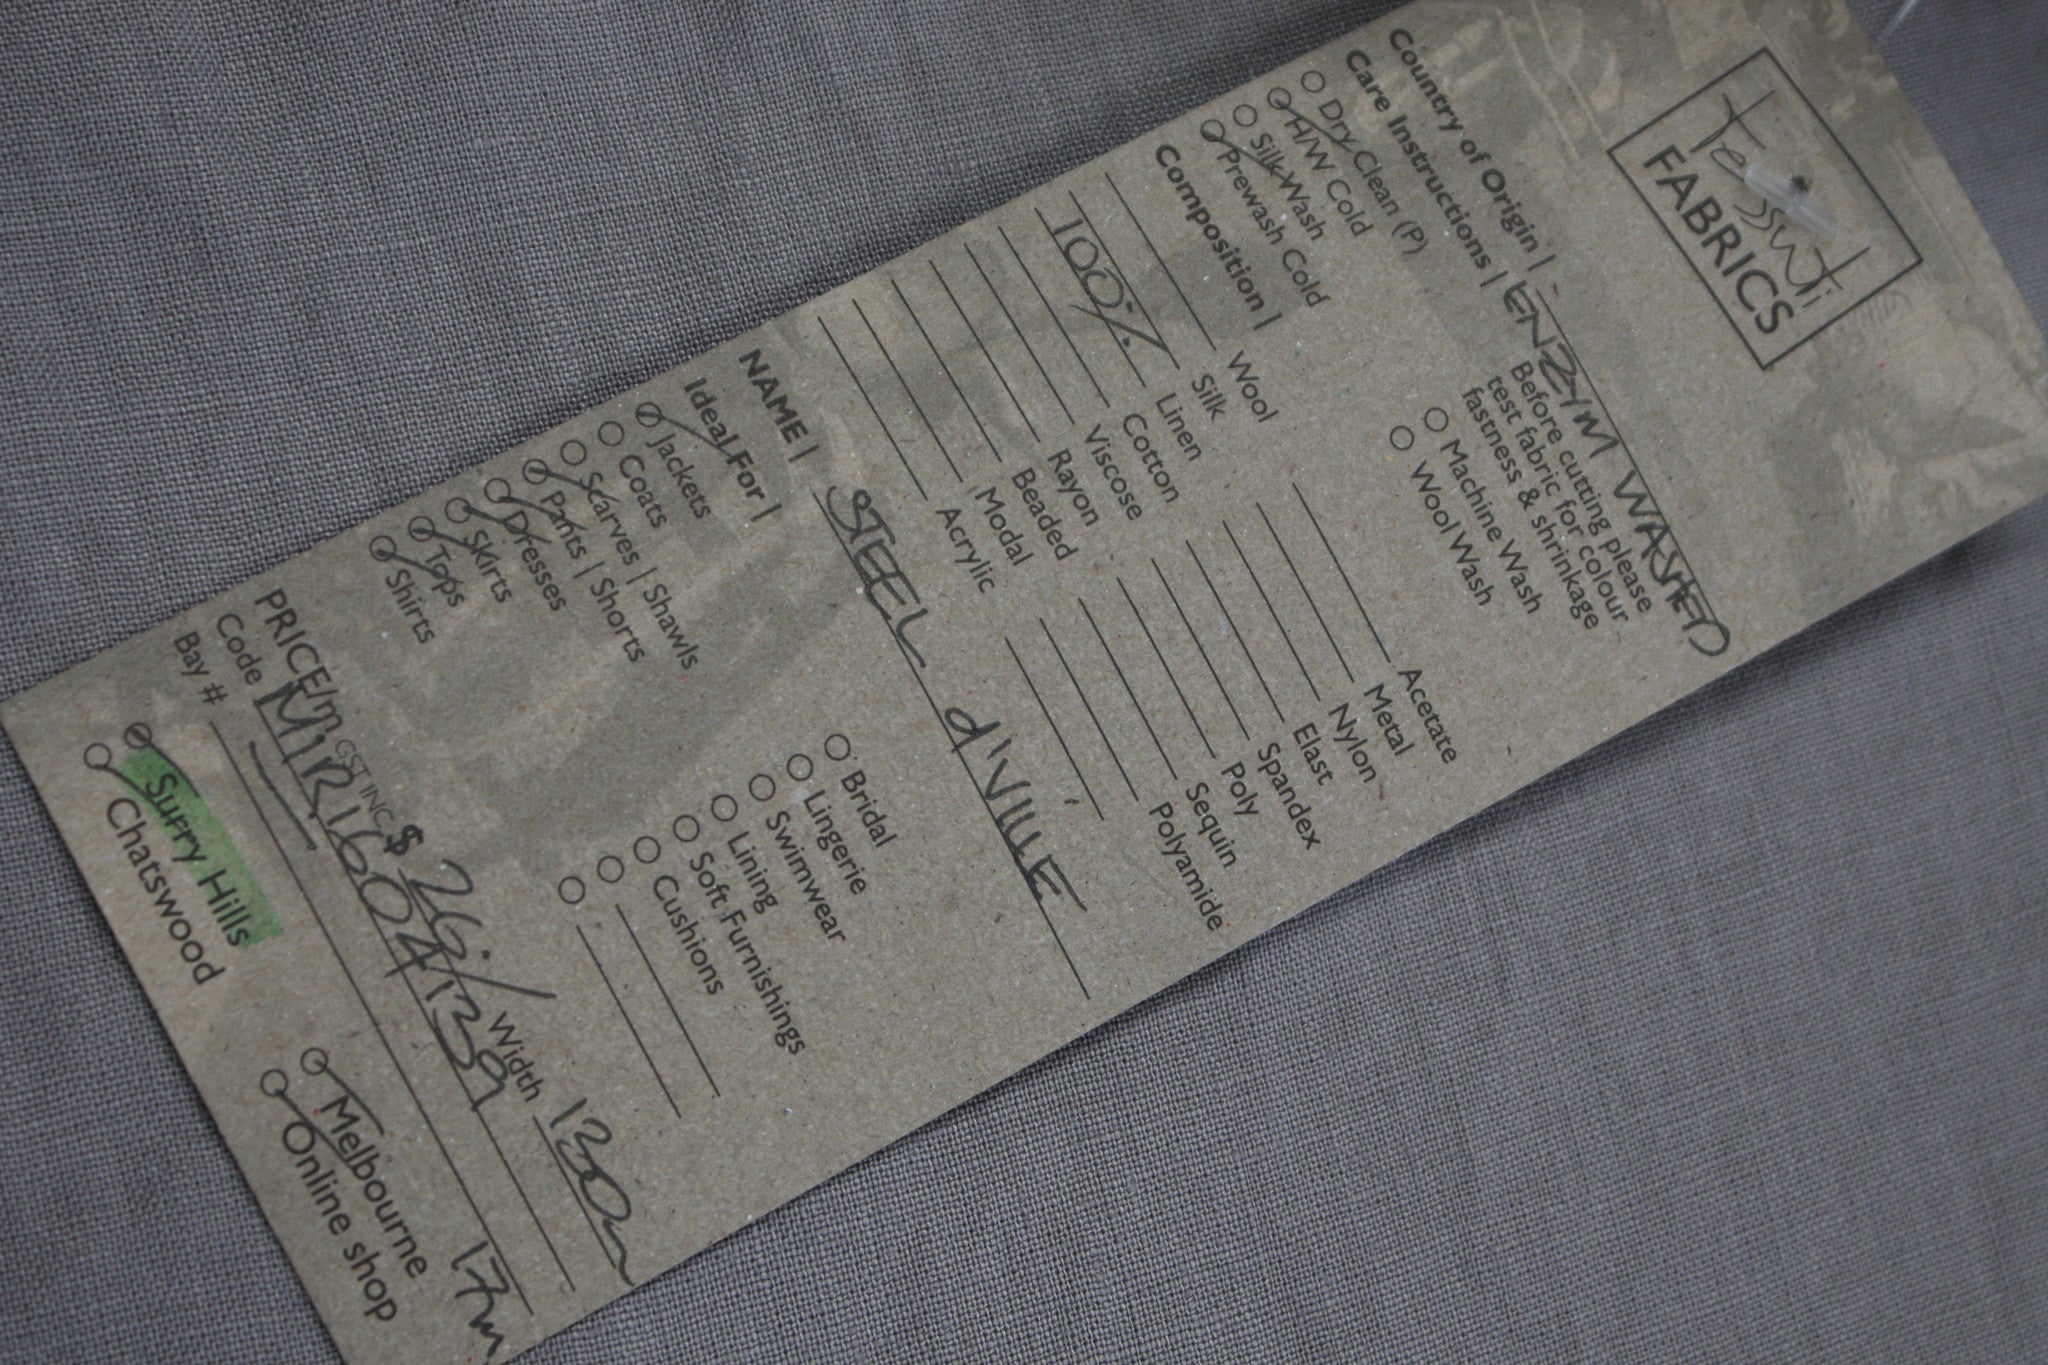 Tessuti
FABRICS
Country of Origin | ENZYM WASHED
Care Instructions | Before cutting please
test fabric for colour
fastness & shrinkage
Dry Clean (P)
H/W Cold
Silk Wash
Prewash Cold
Machine Wash
Wool Wash
Composition |
Wool
Silk
100% Linen
Cotton
Viscose
Rayon
Beaded
Modal
Acrylic
Acetate
Metal
Nylon
Elast
Spandex
Poly
Sequin
Polyamide
NAME | STEEL d'VILLE
Ideal For |
Jackets
Coats
Scarves | Shawls
Pants | Shorts
Dresses
Skirts
Tops
Shirts
Bridal
Lingerie
Swimwear
Lining
Soft Furnishings
Cushions
PRICE/m GST INC $ 26./ Width 130
Code MIRI604139
Bay # 17m
Surry Hills
Chatswood
Melbourne
Online shop